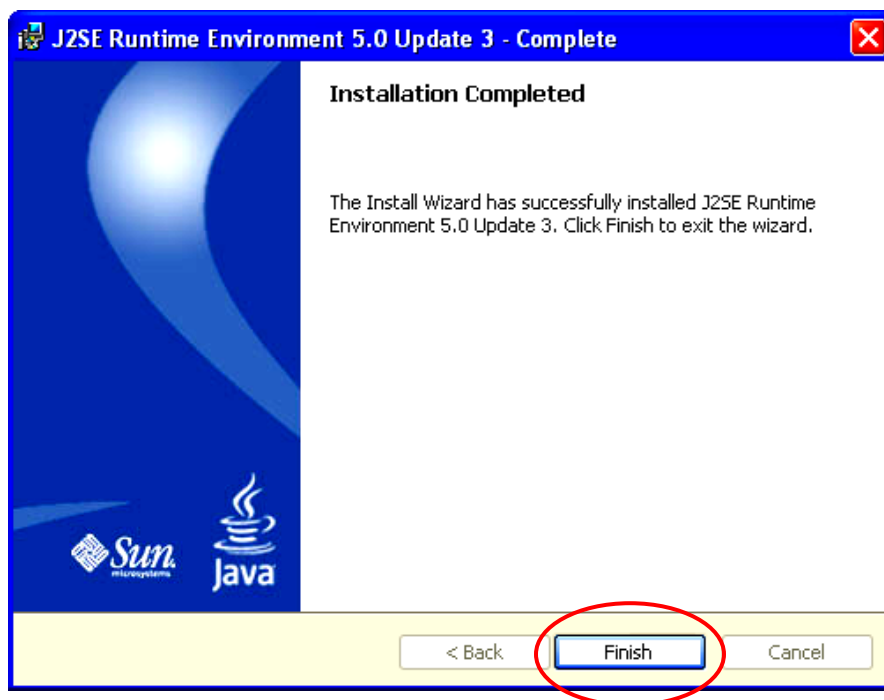 J2SE Runtime Environment 5.0 Update 3 - Complete
Installation Completed
The Install Wizard has successfully installed J2SE Runtime
Environment 5.0 Update 3. Click Finish to exit the wizard.
Sun
microsystems
Java
< Back
Finish
Cancel